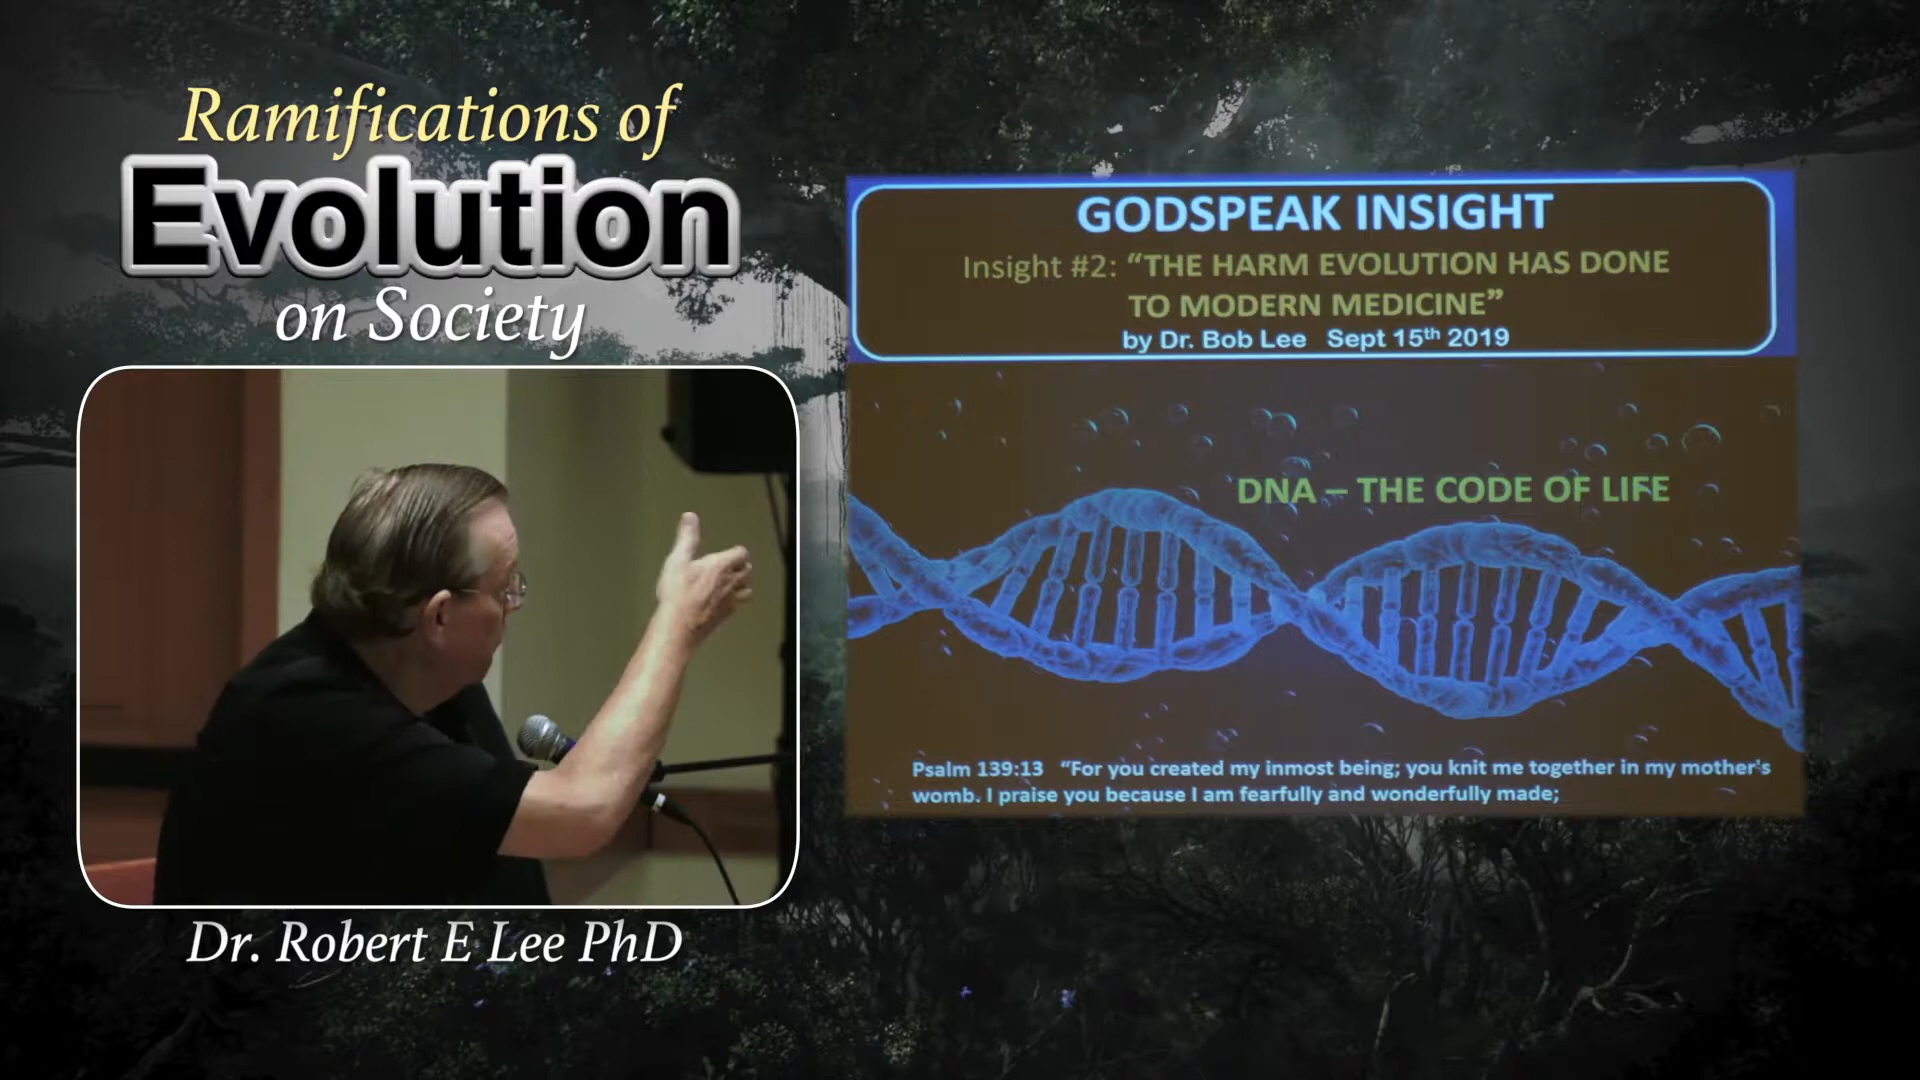 Ramifications of
Evolution
on Society
Dr. Robert E Lee PhD
GODSPEAK INSIGHT
Insight #2: “THE HARM EVOLUTION HAS DONE
TO MODERN MEDICINE”
by Dr. Bob Lee Sept 15th 2019
DNA – THE CODE OF LIFE
Psalm 139:13 “For you created my inmost being; you knit me together in my mother's
womb. I praise you because I am fearfully and wonderfully made;